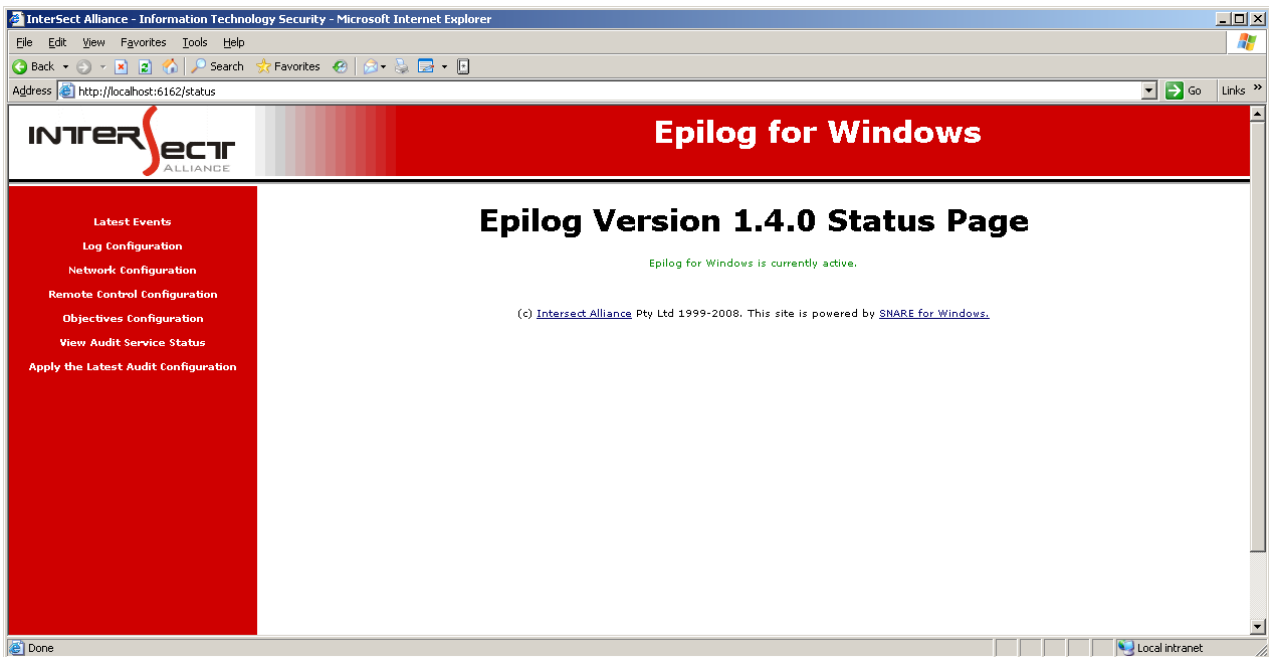 InterSect Alliance - Information Technology Security - Microsoft Internet Explorer
File Edit View Favorites Tools Help
Back Search Favorites
Address http://localhost:6162/status Go Links »
INTERSECT
ALLIANCE
Epilog for Windows
Latest Events
Log Configuration
Network Configuration
Remote Control Configuration
Objectives Configuration
View Audit Service Status
Apply the Latest Audit Configuration
Epilog Version 1.4.0 Status Page
Epilog for Windows is currently active.
(c) Intersect Alliance Pty Ltd 1999-2008. This site is powered by SNARE for Windows.
Done Local intranet